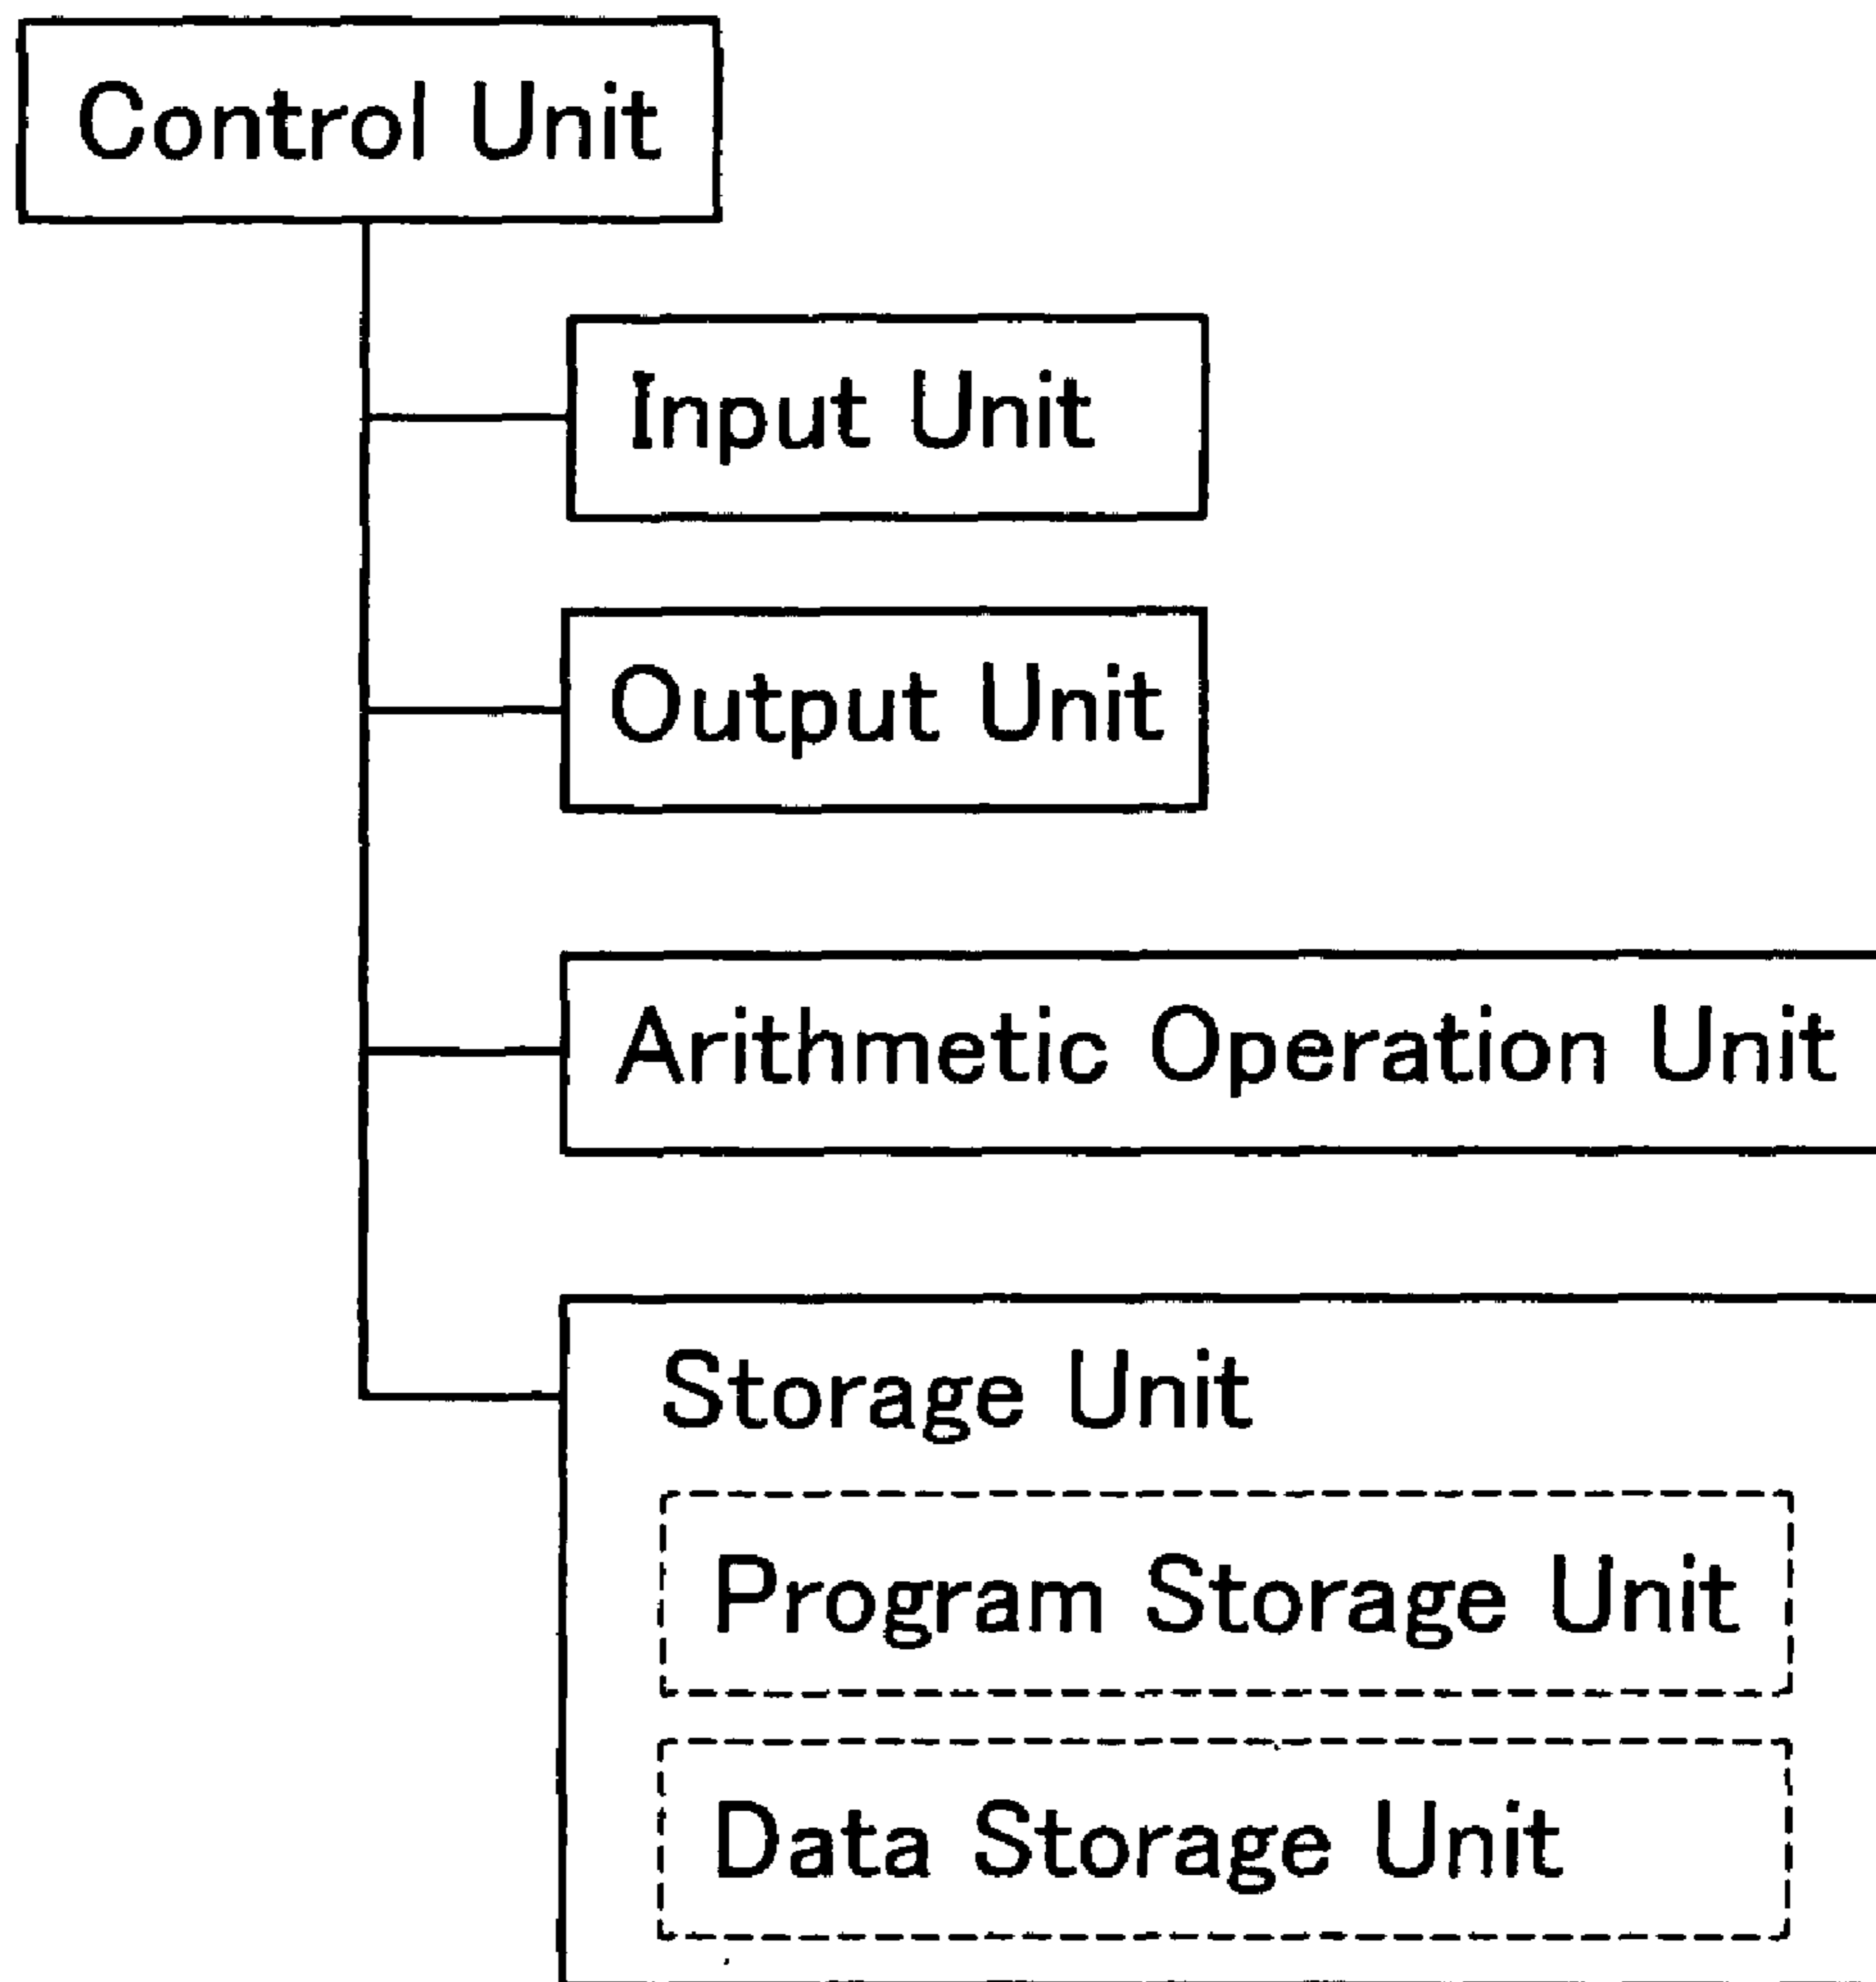 Control Unit
Input Unit
Output Unit
Arithmetic Operation Unit
Storage Unit
Program Storage Unit
Data Storage Unit